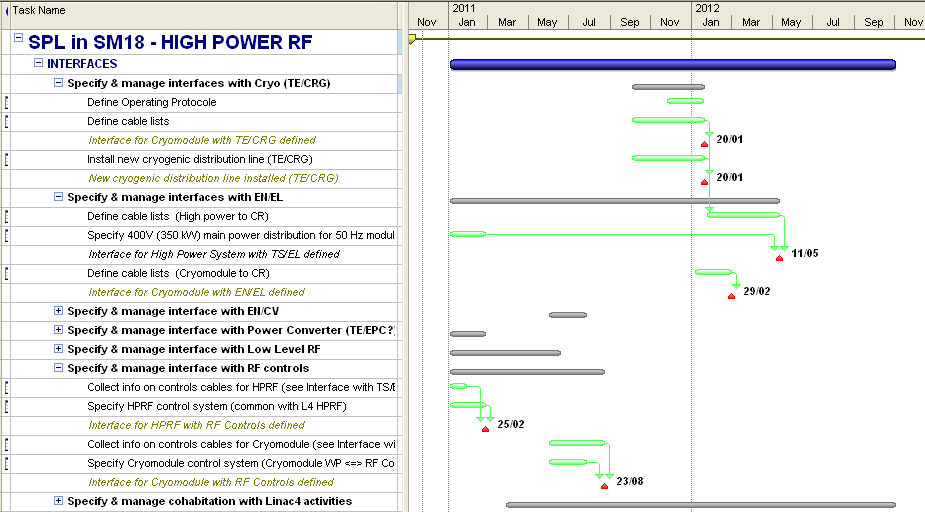 Task Name
2011
2012
Nov Jan Mar May Jul Sep Nov Jan Mar May Jul Sep Nov
SPL in SM18 - HIGH POWER RF
INTERFACES
Specify & manage interfaces with Cryo (TE/CRG)
Define Operating Protocole
Define cable lists
Interface for Cryomodule with TE/CRG defined
20/01
Install new cryogenic distribution line (TE/CRG)
New cryogenic distribution line installed (TE/CRG)
20/01
Specify & manage interfaces with EN/EL
Define cable lists (High power to CR)
Specify 400V (350 kW) main power distribution for 50 Hz modul
Interface for High Power System with TS/EL defined
11/05
Define cable lists (Cryomodule to CR)
Interface for Cryomodule with EN/EL defined
29/02
Specify & manage interface with EN/CV
Specify & manage interface with Power Converter (TE/EPC?)
Specify & manage interface with Low Level RF
Specify & manage interface with RF controls
Collect info on controls cables for HPRF (see Interface with TS/E
Specify HPRF control system (common with L4 HPRF)
Interface for HPRF with RF Controls defined
25/02
Collect info on controls cables for Cryomodule (see Interface wi
Specify Cryomodule control system (Cryomodule WP <=> RF Co
Interface for Cryomodule with RF Controls defined
23/08
Specify & manage cohabitation with Linac4 activities